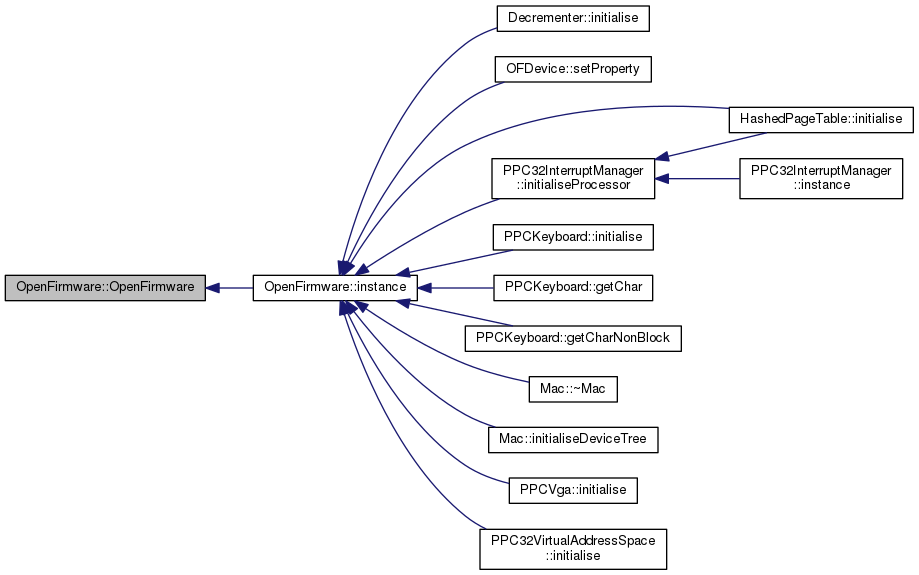 Decrementer::initialise
OFDevice::setProperty
HashedPageTable::initialise
PPC32InterruptManager
::initialiseProcessor
PPC32InterruptManager
::instance
PPCKeyboard::initialise
OpenFirmware::OpenFirmware
OpenFirmware::instance
PPCKeyboard::getChar
PPCKeyboard::getCharNonBlock
Mac::~Mac
Mac::initialiseDeviceTree
PPCVga::initialise
PPC32VirtualAddressSpace
::initialise